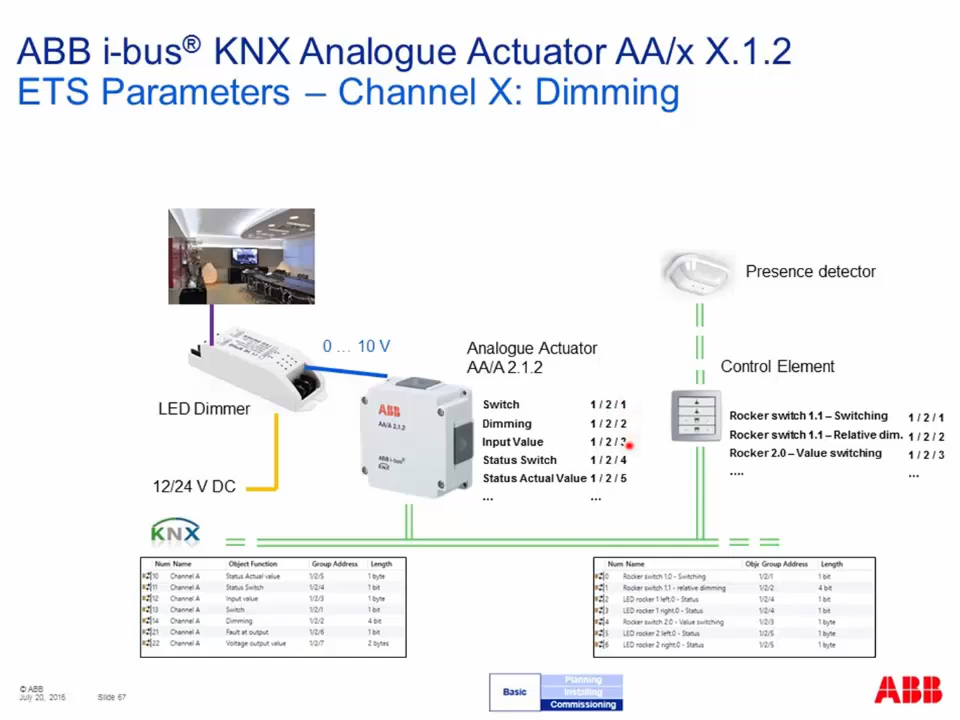 ABB i-bus® KNX Analogue Actuator AA/x X.1.2
ETS Parameters – Channel X: Dimming
Presence detector
0 … 10 V
Analogue Actuator
AA/A 2.1.2
Control Element
LED Dimmer
ABB
AA/A 2.1.2
ABB i-bus®
KNX
Switch 1 / 2 / 1
Dimming 1 / 2 / 2
Input Value 1 / 2 / 3
Status Switch 1 / 2 / 4
Status Actual Value 1 / 2 / 5
... ...
Rocker switch 1.1 – Switching 1 / 2 / 1
Rocker switch 1.1 – Relative dim. 1 / 2 / 2
Rocker 2.0 – Value switching 1 / 2 / 3
.... ...
12/24 V DC
KNX
Num Name Object Function Group Address Length
10 Channel A Status Actual value 1/2/5 1 byte
11 Channel A Status Switch 1/2/4 1 bit
12 Channel A Input value 1/2/3 1 byte
13 Channel A Switch 1/2/1 1 bit
14 Channel A Dimming 1/2/2 4 bit
21 Channel A Fault at output 1/2/6 1 bit
22 Channel A Voltage output value 1/2/7 2 bytes
Num Name Obje Group Address Length
0 Rocker switch 1.0 - Switching 1/2/1 1 bit
1 Rocker switch 1.1 - relative dimming 1/2/2 4 bit
2 LED rocker 1 left:0 - Status 1/2/4 1 bit
3 LED rocker 1 right:0 - Status 1/2/4 1 bit
4 Rocker switch 2.0 - Value switching 1/2/3 1 byte
5 LED rocker 2 left:0 - Status 1/2/5 1 byte
6 LED rocker 2 right:0 - Status 1/2/5 1 byte
© ABB
July 20, 2016 Slide 67
Basic
Planning
Installing
Commissioning
ABB